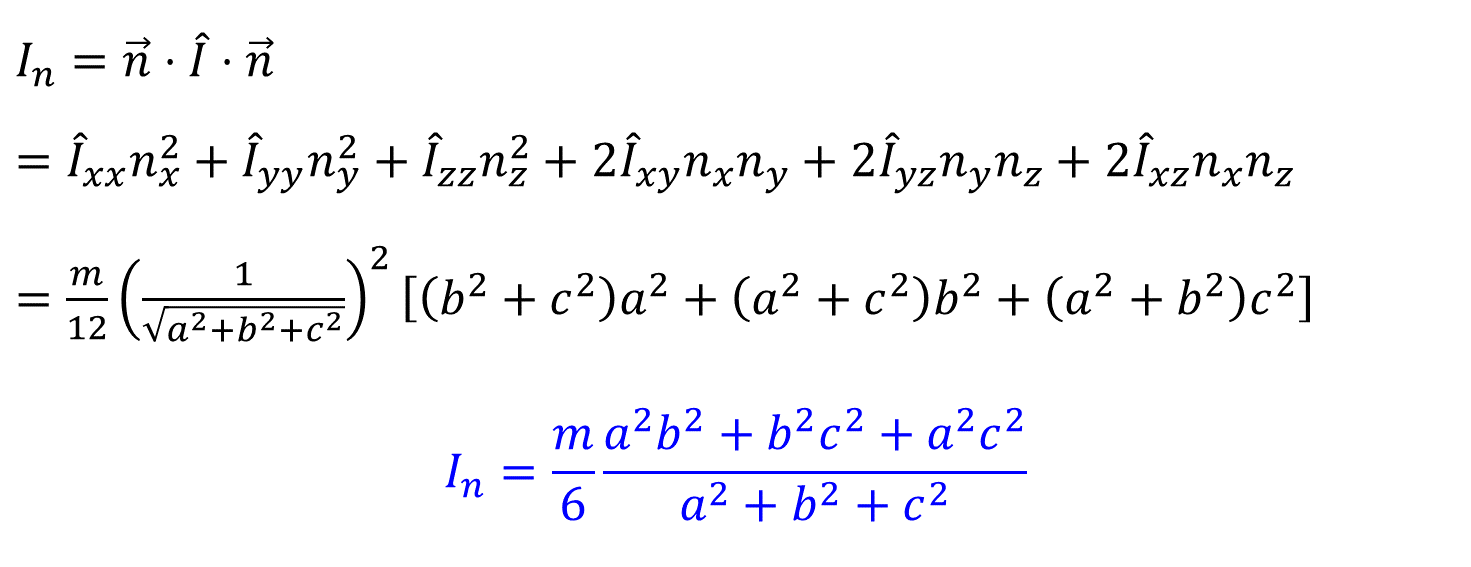 $I_n = \vec{n} \cdot \hat{I} \cdot \vec{n}$
$= \hat{I}_{xx} n_x^2 + \hat{I}_{yy} n_y^2 + \hat{I}_{zz} n_z^2 + 2\hat{I}_{xy} n_x n_y + 2\hat{I}_{yz} n_y n_z + 2\hat{I}_{xz} n_x n_z$
$= \frac{m}{12} \left( \frac{1}{\sqrt{a^2+b^2+c^2}} \right)^2 [(b^2 + c^2)a^2 + (a^2 + c^2)b^2 + (a^2 + b^2)c^2]$
$I_n = \frac{m}{6} \frac{a^2b^2 + b^2c^2 + a^2c^2}{a^2 + b^2 + c^2}$